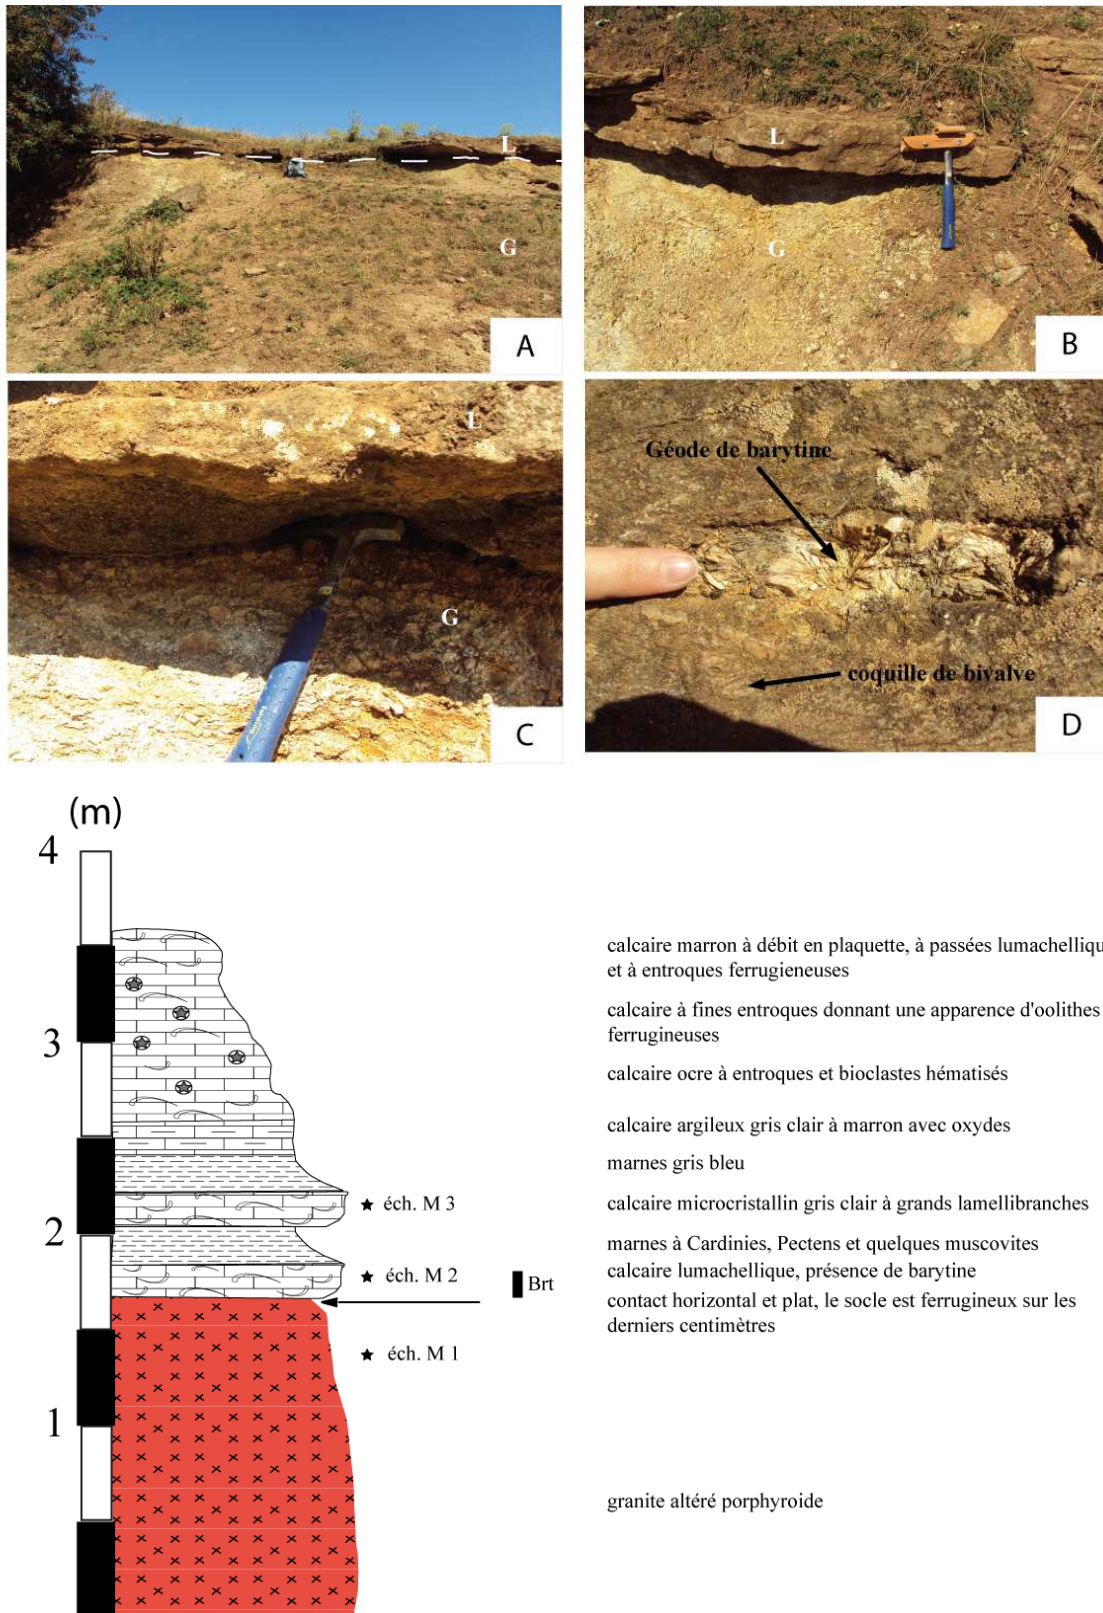 L
G
A
L
G
B
L
G
C
Géode de barytine
coquille de bivalve
D
(m)
4
3
2
1
éch. M 3
éch. M 2
Brt
éch. M 1
calcaire marron à débit en plaquette, à passées lumachelliqu
et à entroques ferrugieneuses
calcaire à fines entroques donnant une apparence d'oolithes
ferrugineuses
calcaire ocre à entroques et bioclastes hématisés
calcaire argileux gris clair à marron avec oxydes
marnes gris bleu
calcaire microcristallin gris clair à grands lamellibranches
marnes à Cardinies, Pectens et quelques muscovites
calcaire lumachellique, présence de barytine
contact horizontal et plat, le socle est ferrugineux sur les
derniers centimètres
granite altéré porphyroide